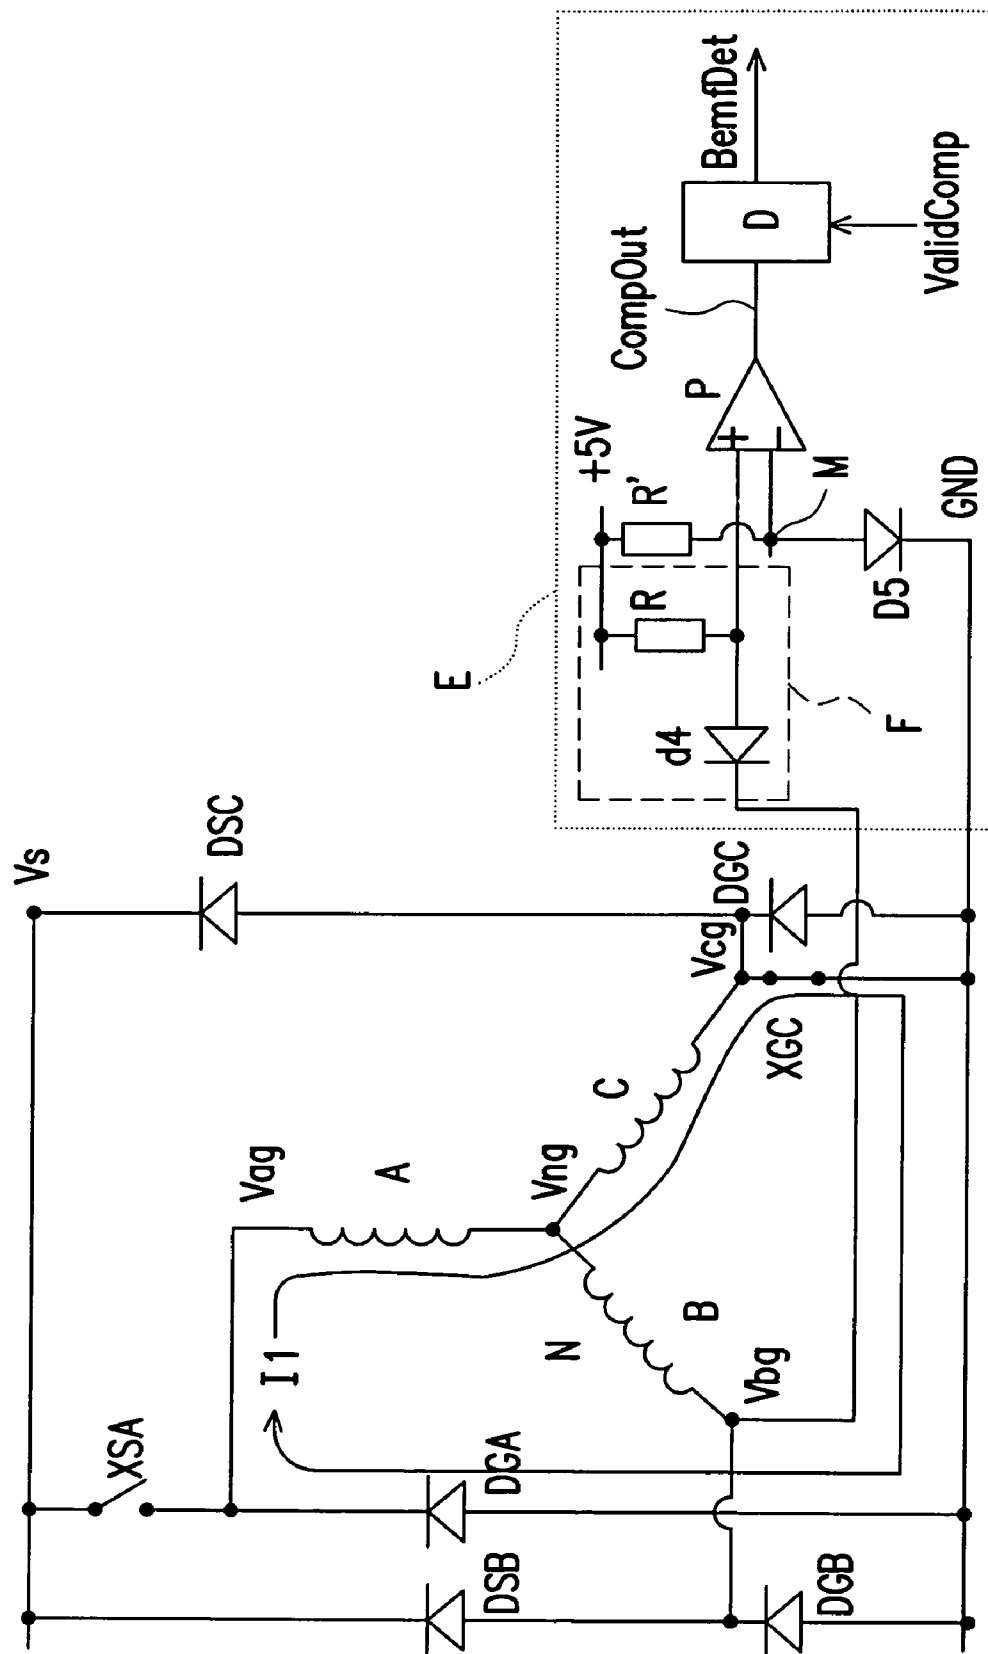 Vs
XSA
DSC
DSB
DGA
I1
Vag
A
Vng
N
B
C
Vbg
Vcg
DGC
XGC
DGB
E
+5V
R
R'
d4
F
D5
M
GND
P
CompOut
D
BemfDet
ValidComp
+
−